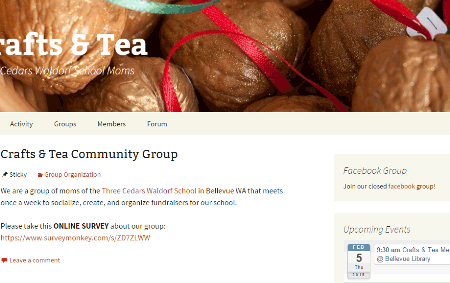 rafts & Tea
Cedars Waldorf School Moms
Activity Groups Members Forum
Crafts & Tea Community Group
Sticky Group Organization
We are a group of moms of the Three Cedars Waldorf School in Bellevue WA that meets
once a week to socialize, create, and organize fundraisers for our school.
Please take this ONLINE SURVEY about our group:
https://www.surveymonkey.com/s/ZD7ZLWW
Leave a comment
Facebook Group
Join our closed facebook group!
Upcoming Events
FEB
5
Thu
9:30 am Crafts & Tea Me
@ Bellevue Library